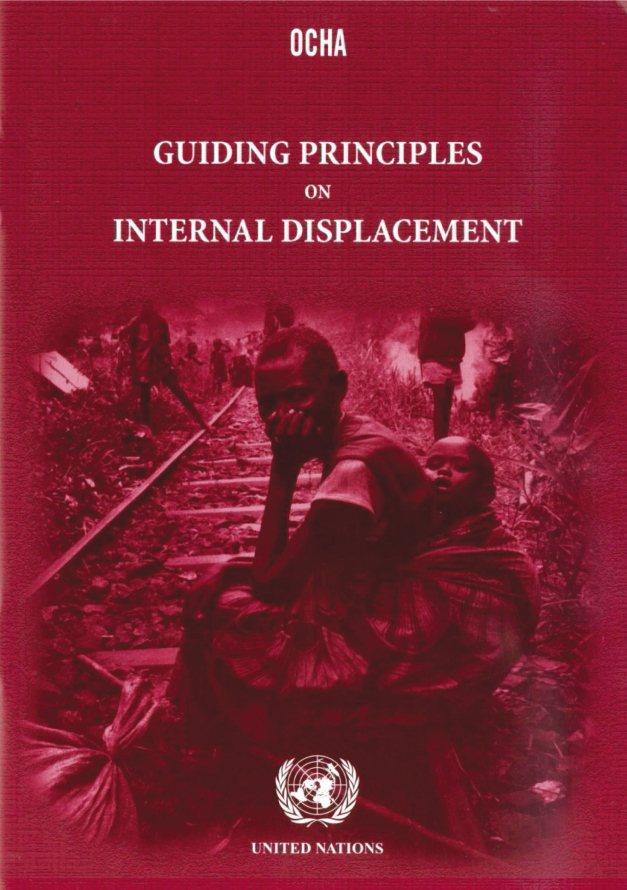 OCHA
GUIDING PRINCIPLES
ON
INTERNAL DISPLACEMENT
UNITED NATIONS